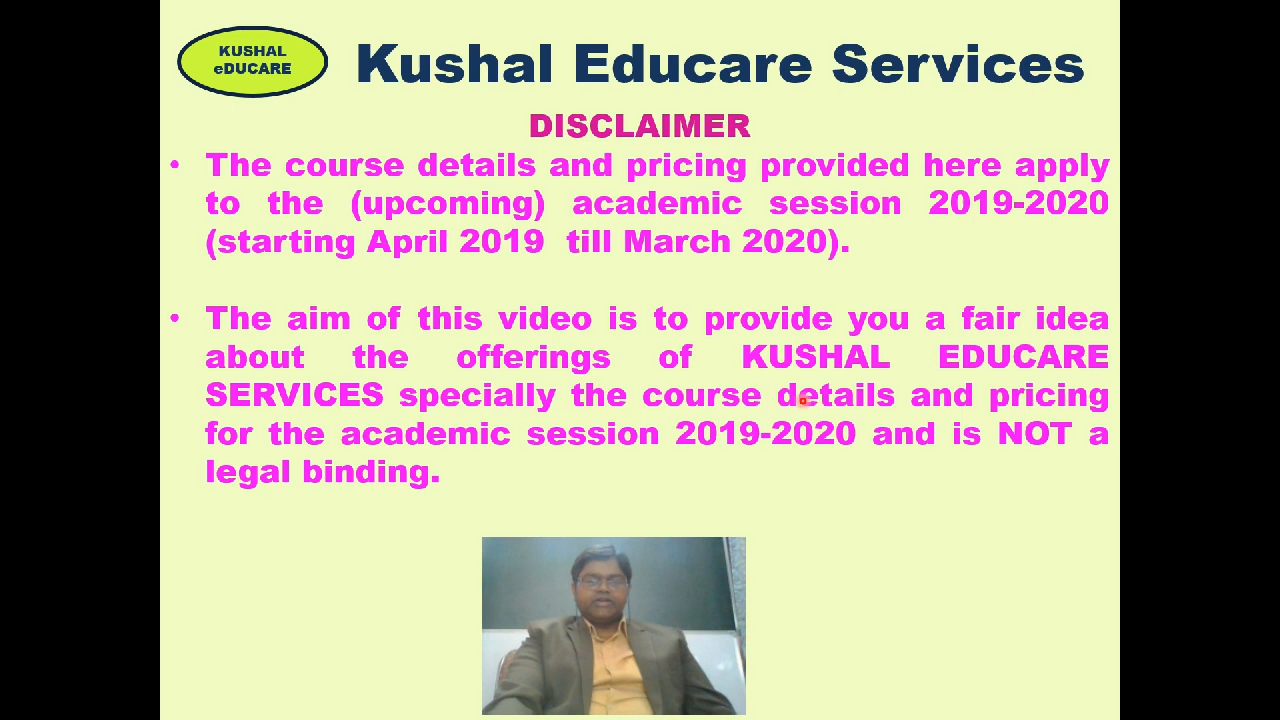 KUSHAL
eDUCARE
Kushal Educare Services
DISCLAIMER
• The course details and pricing provided here apply
to the (upcoming) academic session 2019-2020
(starting April 2019 till March 2020).
• The aim of this video is to provide you a fair idea
about the offerings of KUSHAL EDUCARE
SERVICES specially the course details and pricing
for the academic session 2019-2020 and is NOT a
legal binding.